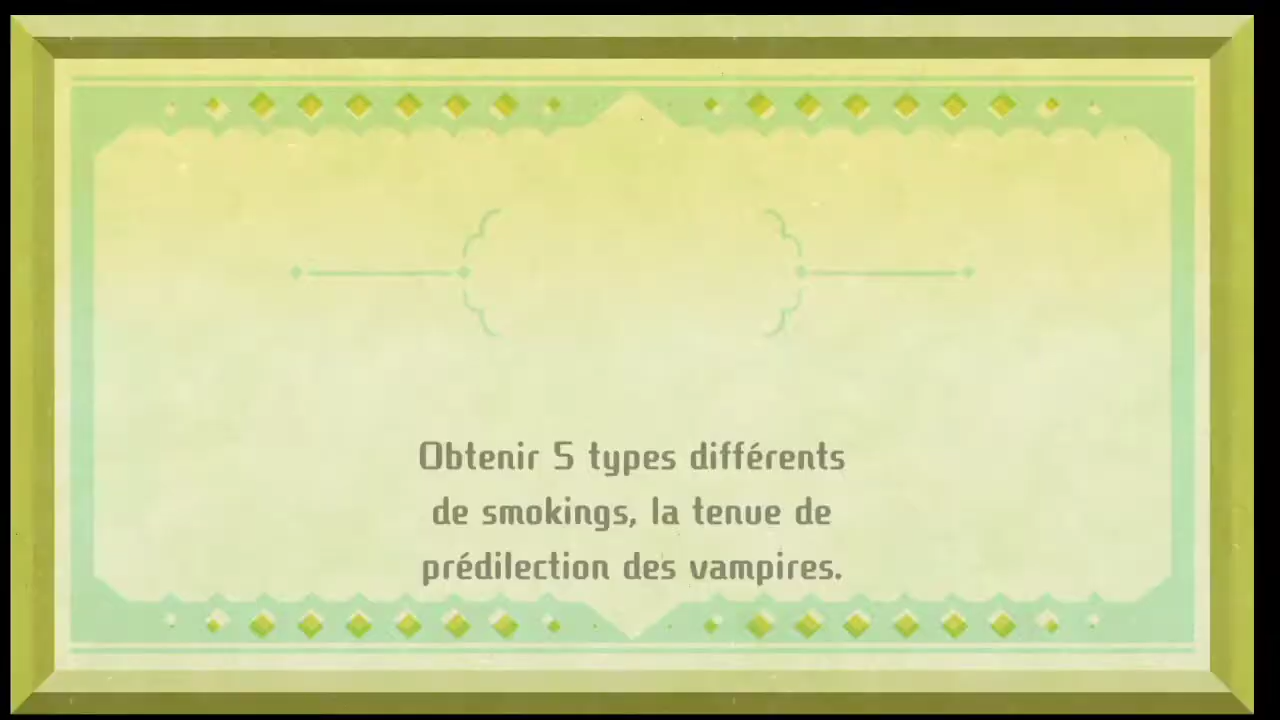 Obtenir 5 types différents
de smokings, la tenue de
prédilection des vampires.